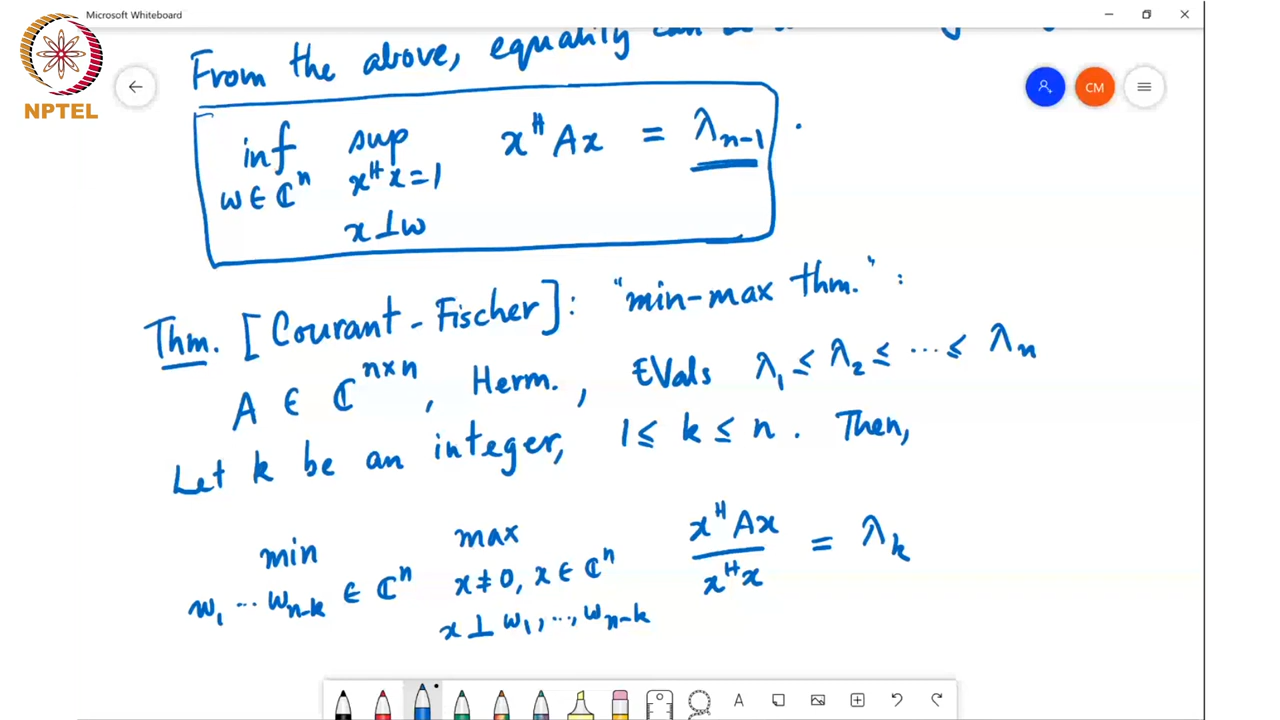 Microsoft Whiteboard
NPTEL
CM
From the above, equality can be
inf sup x^H A x = λ_{n-1}.
w ∈ ℂ^n x^H x = 1
x ⊥ w
Thm. [Courant-Fischer]: "min-max thm.":
A ∈ ℂ^{n×n}, Herm., EVals λ_1 ≤ λ_2 ≤ ... ≤ λ_n
Let k be an integer, 1 ≤ k ≤ n. Then,
min max x^H A x / x^H x = λ_k
w_1 ... w_{n-k} ∈ ℂ^n x ≠ 0, x ∈ ℂ^n
x ⊥ w_1, ..., w_{n-k}
A